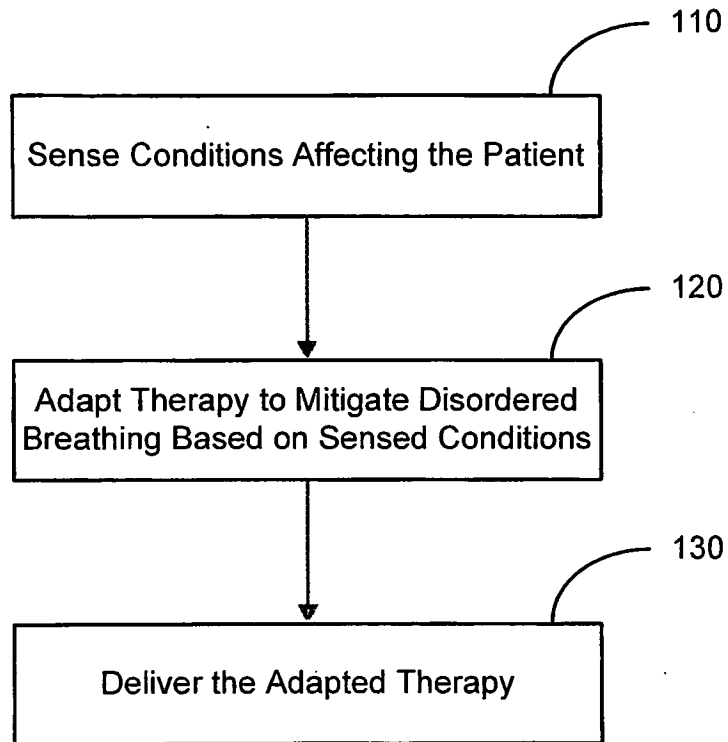 110
Sense Conditions Affecting the Patient
120
Adapt Therapy to Mitigate Disordered
Breathing Based on Sensed Conditions
130
Deliver the Adapted Therapy